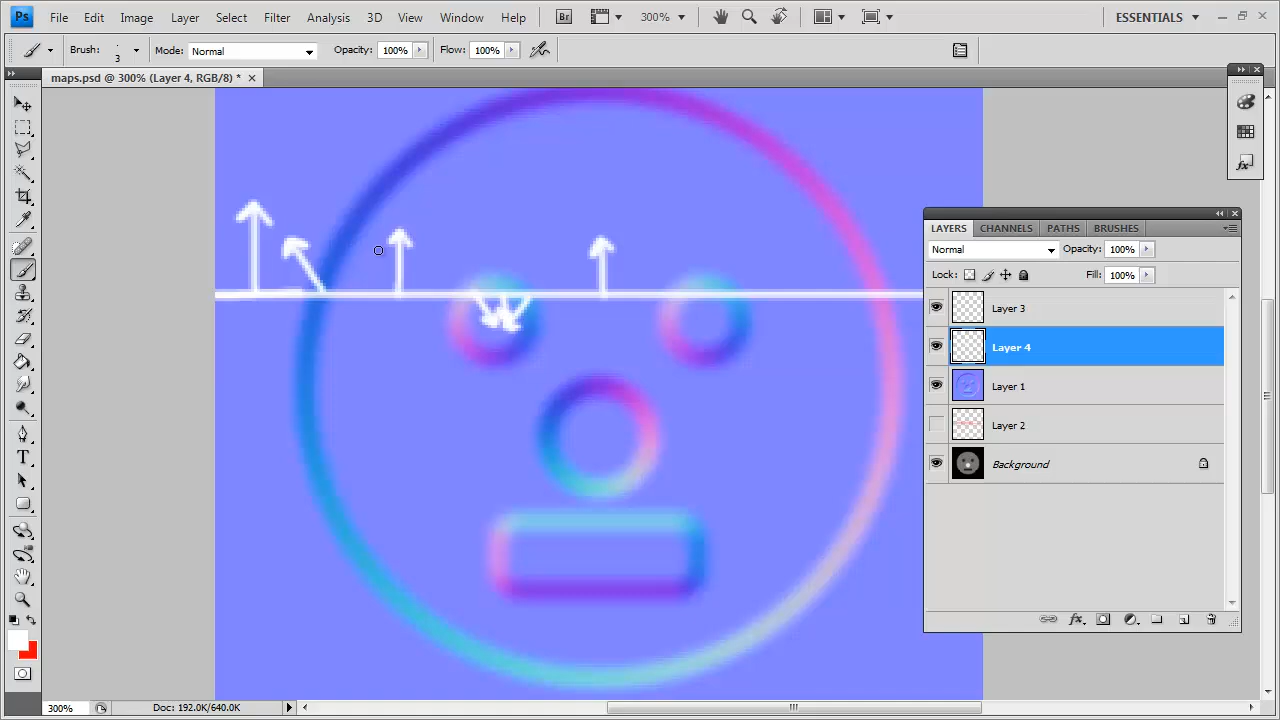 Ps File Edit Image Layer Select Filter Analysis 3D View Window Help Br 300% ESSENTIALS
Brush: 3 Mode: Normal Opacity: 100% Flow: 100%
maps.psd @ 300% (Layer 4, RGB/8) *
LAYERS CHANNELS PATHS BRUSHES
Normal Opacity: 100%
Lock: Fill: 100%
Layer 3
Layer 4
Layer 1
Layer 2
Background
T
fx
fx
300% Doc: 192.0K/640.0K